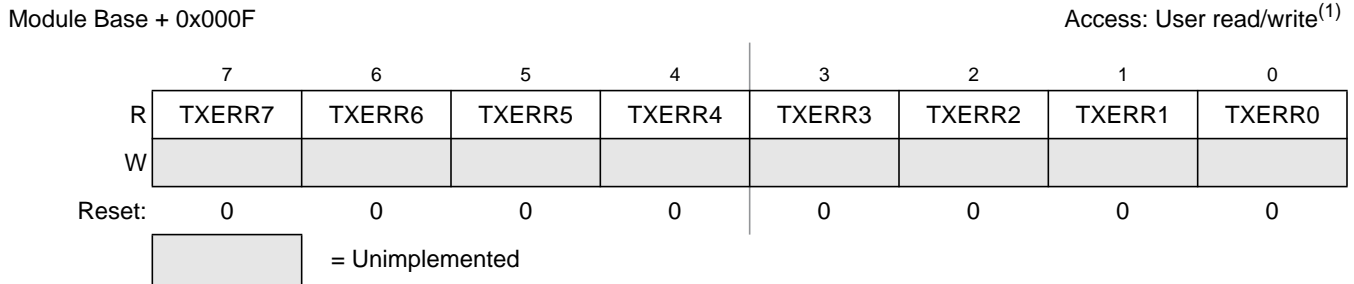 Module Base + 0x000F Access: User read/write(1)
7 6 5 4 3 2 1 0
R TXERR7 TXERR6 TXERR5 TXERR4 TXERR3 TXERR2 TXERR1 TXERR0
W
Reset: 0 0 0 0 0 0 0 0
= Unimplemented